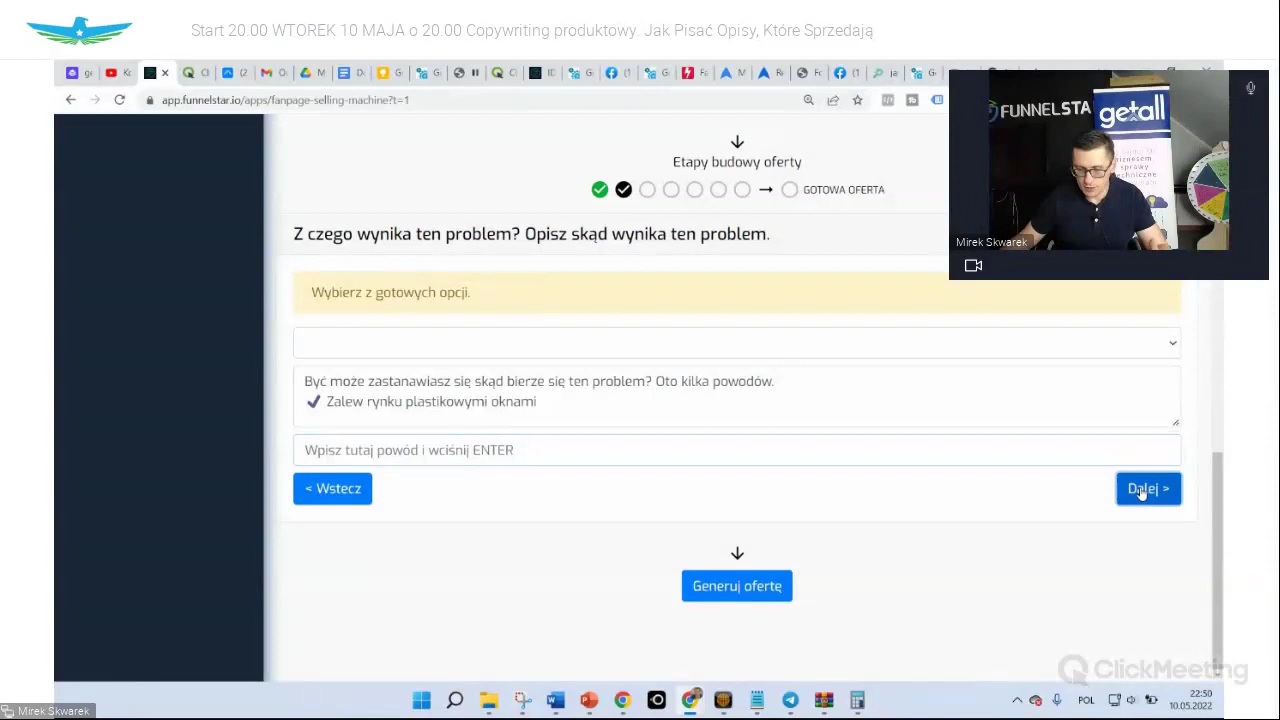 Start 20.00 WTOREK 10 MAJA o 20.00 Copywriting produktowy. Jak Pisać Opisy, Które Sprzedają
app.funnelstar.io/apps/fanpage-selling-machine?t=1
FUNNELSTA
getall
Mirek Skwarek
Etapy budowy oferty
GOTOWA OFERTA
Z czego wynika ten problem? Opisz skąd wynika ten problem.
Wybierz z gotowych opcji.
Być może zastanawiasz się skąd bierze się ten problem? Oto kilka powodów.
✔ Zalew rynku plastikowymi oknami
Wpisz tutaj powód i wciśnij ENTER
< Wstecz
Dalej >
Generuj ofertę
ClickMeeting
POL
22:50
10.05.2022
Mirek Skwarek